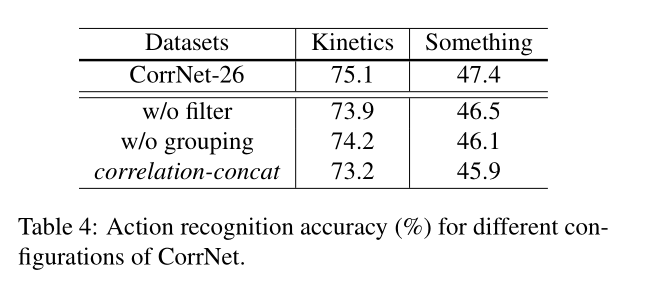 Datasets Kinetics Something
CorrNet-26 75.1 47.4
w/o filter 73.9 46.5
w/o grouping 74.2 46.1
correlation-concat 73.2 45.9
Table 4: Action recognition accuracy (%) for different con-
figurations of CorrNet.